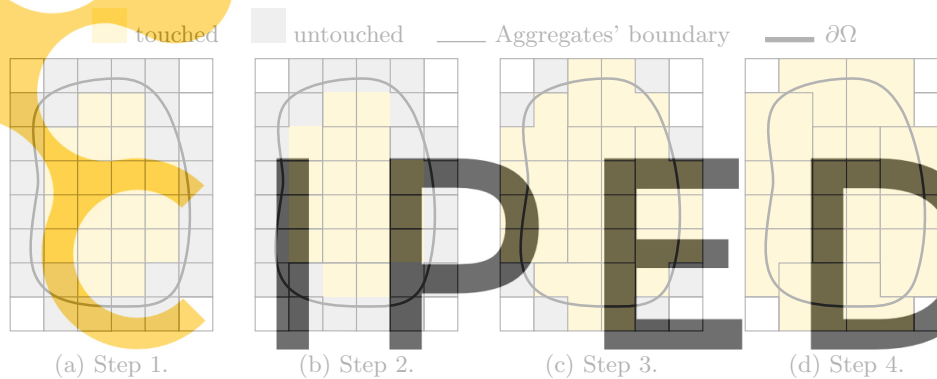 touched untouched Aggregates' boundary ∂Ω
CIPED
(a) Step 1. (b) Step 2. (c) Step 3. (d) Step 4.